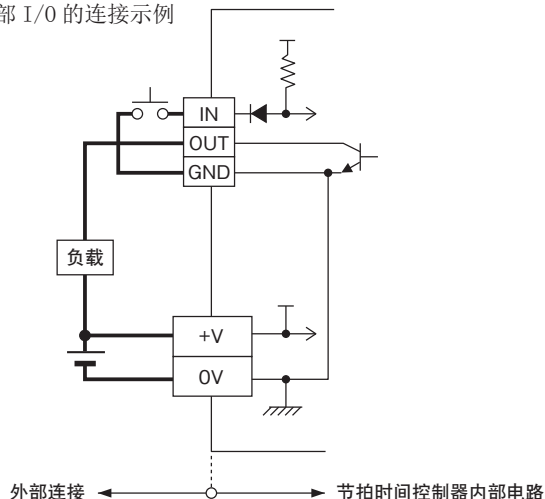 部 I/O 的连接示例
IN
OUT
GND
负载
+V
0V
外部连接
节拍时间控制器内部电路